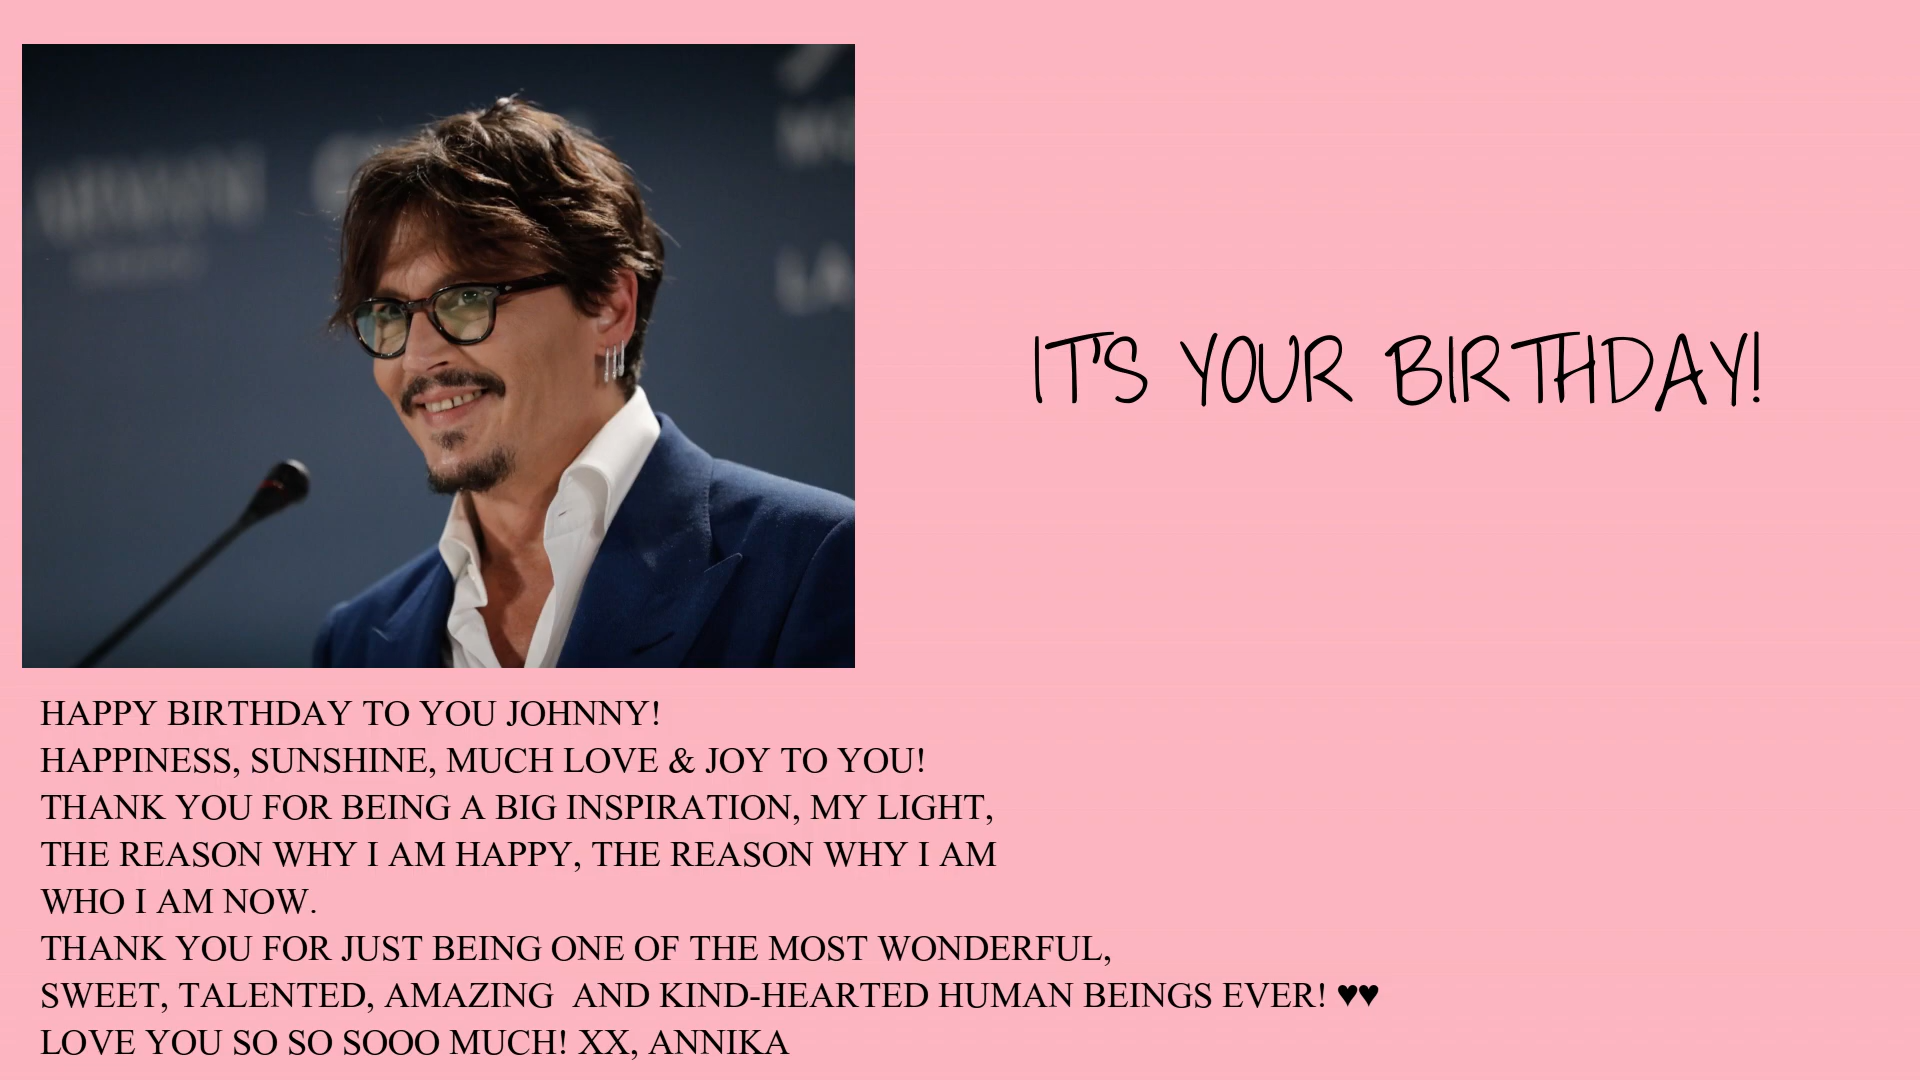 IT'S YOUR BIRTHDAY!
HAPPY BIRTHDAY TO YOU JOHNNY!
HAPPINESS, SUNSHINE, MUCH LOVE & JOY TO YOU!
THANK YOU FOR BEING A BIG INSPIRATION, MY LIGHT,
THE REASON WHY I AM HAPPY, THE REASON WHY I AM
WHO I AM NOW.
THANK YOU FOR JUST BEING ONE OF THE MOST WONDERFUL,
SWEET, TALENTED, AMAZING  AND KIND-HEARTED HUMAN BEINGS EVER! ♥♥
LOVE YOU SO SO SOOO MUCH! XX, ANNIKA